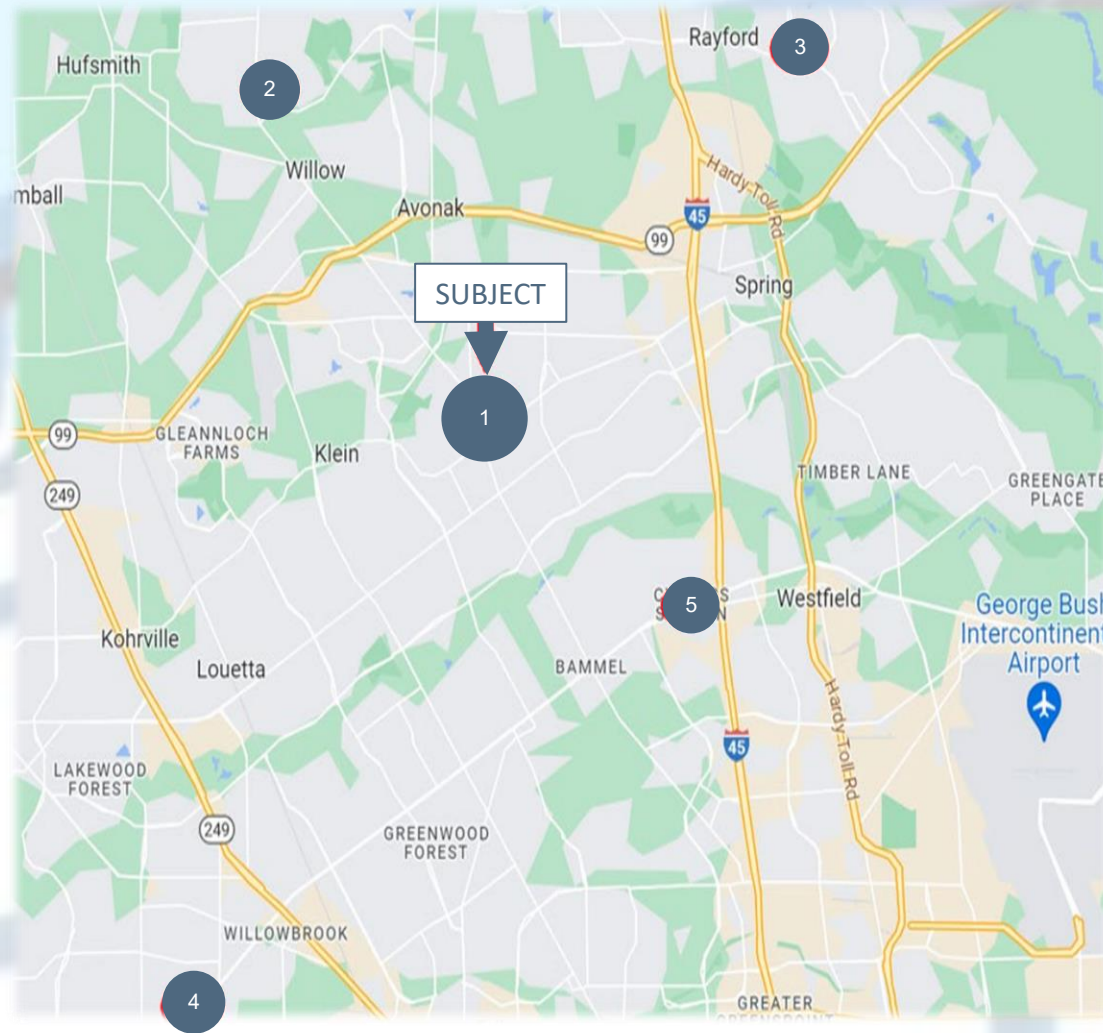 Rayford
3
Hufsmith
2
Hardy Toll Rd
Willow
mball
Avonak
45
99
SUBJECT
Spring
1
99
GLEANNLOCH
FARMS
Klein
TIMBER LANE
249
GREENGATE
PLACE
5
Westfield
George Bush
Intercontinent
Airport
Kohrville
Louetta
BAMMEL
Hardy Toll Rd
45
LAKEWOOD
FOREST
249
GREENWOOD
FOREST
WILLOWBROOK
4
GREATER